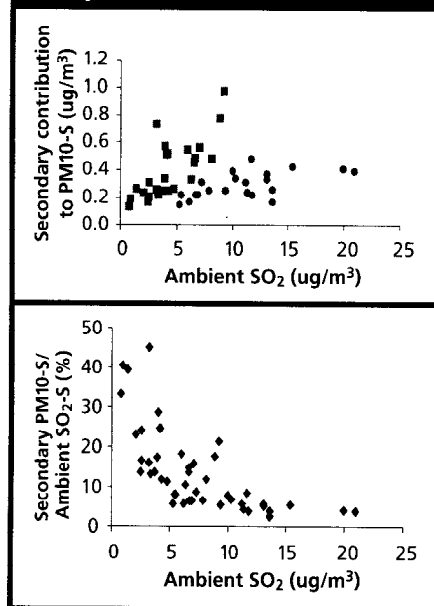 Secondary contribution
to PM10-S (ug/m³)
1.2
1.0
0.8
0.6
0.4
0.2
0.0
0 5 10 15 20 25
Ambient SO₂ (ug/m³)
Secondary PM10-S/
Ambient SO₂-S (%)
50
40
30
20
10
0
0 5 10 15 20 25
Ambient SO₂ (ug/m³)